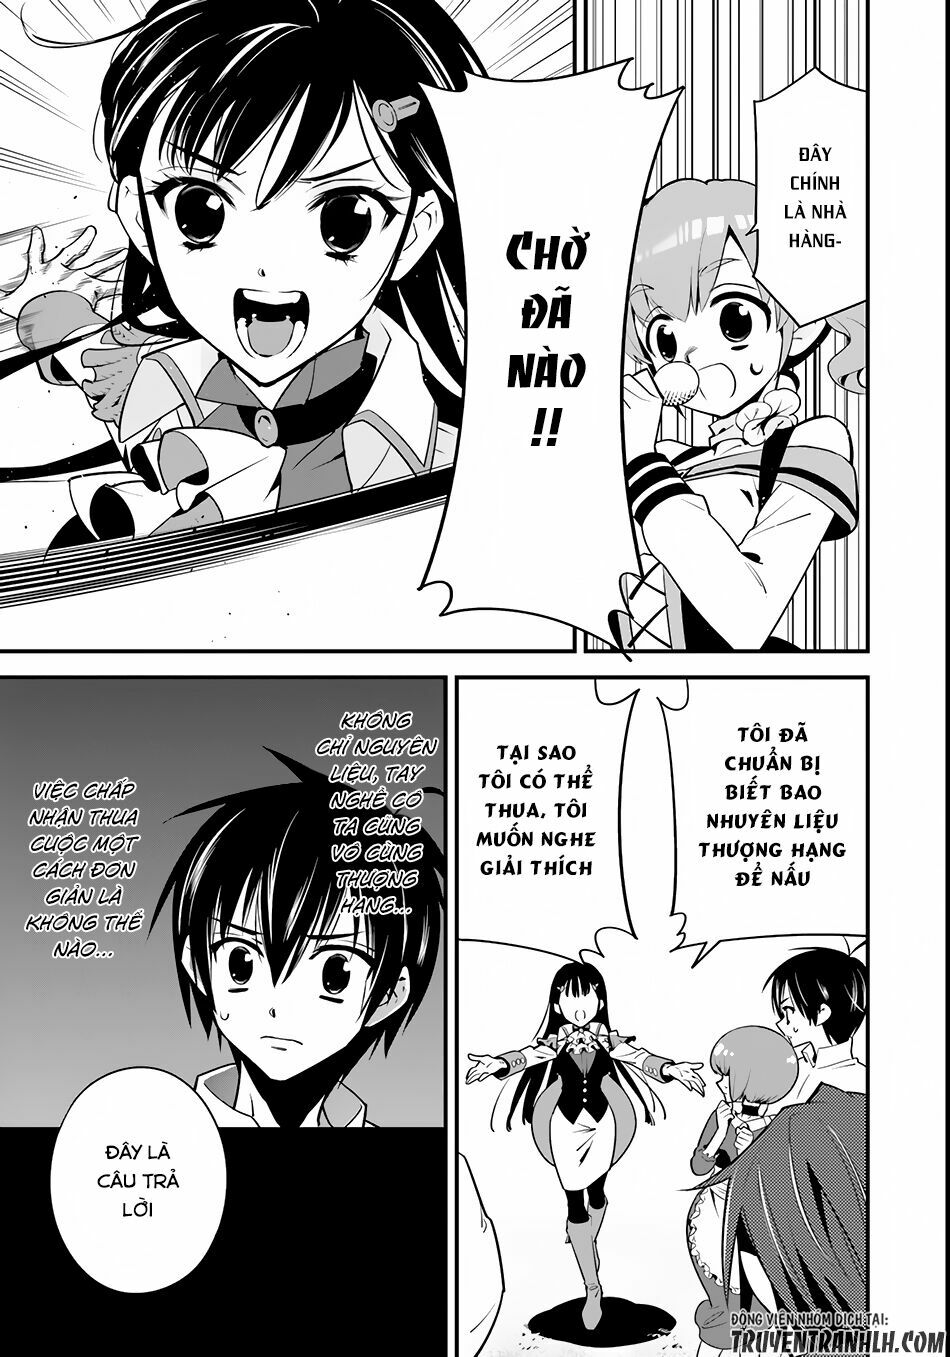 ĐÂY
CHÍNH
LÀ NHÀ
HÀNG-
CHỜ
ĐÃ
NÀO
!!
TÔI ĐÃ
CHUẨN BỊ
BIẾT BAO
NHUYÊN LIỆU
THƯỢNG HẠNG
ĐỂ NẤU
TẠI SAO
TÔI CÓ THỂ
THUA, TÔI
MUỐN NGHE
GIẢI THÍCH
KHÔNG
CHỈ NGUYÊN
LIỆU, TAY
NGHỀ CÔ
TA CŨNG
VÔ CÙNG
THƯỢNG
HẠNG...
VIỆC CHẤP
NHẬN THUA
CUỘC MỘT
CÁCH ĐƠN
GIẢN LÀ
KHÔNG THỂ
NÀO...
ĐÂY LÀ
CÂU TRẢ
LỜI
ĐỘNG VIÊN NHÓM DỊCH TẠI:
TRUYENTRANHLH.COM